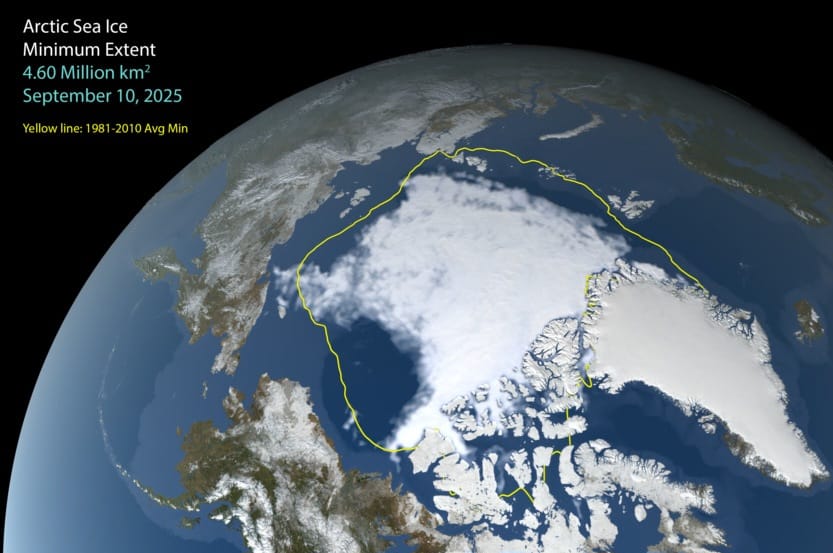 Arctic Sea Ice
Minimum Extent
4.60 Million km²
September 10, 2025
Yellow line: 1981-2010 Avg Min